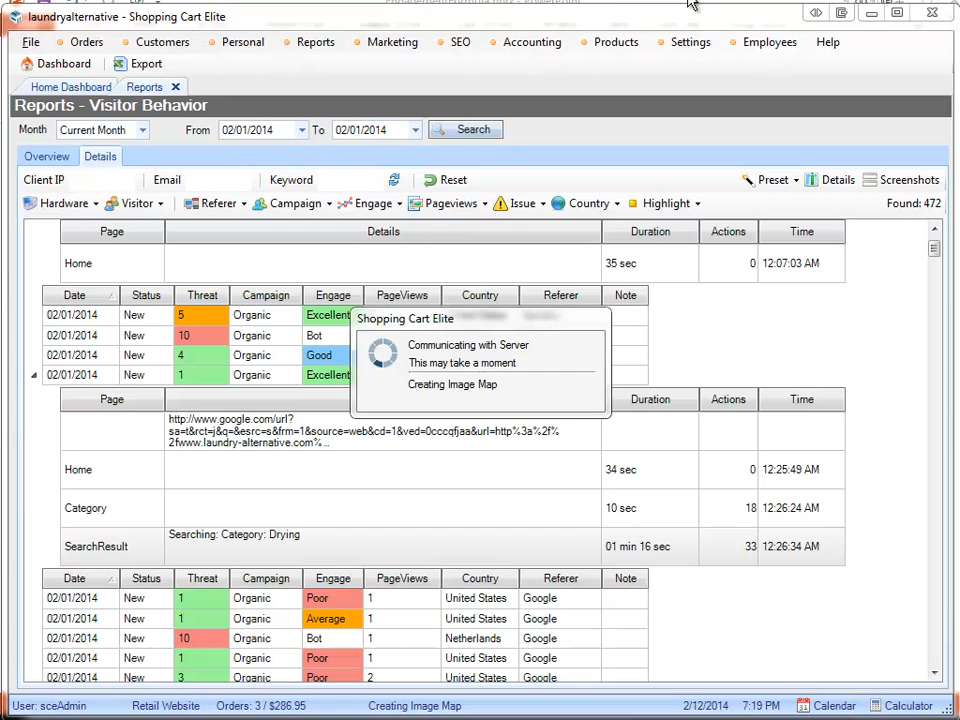 laundryalternative - Shopping Cart Elite
File Orders Customers Personal Reports Marketing SEO Accounting Products Settings Employees Help
Dashboard Export
Home Dashboard Reports
Reports - Visitor Behavior
Month Current Month From 02/01/2014 To 02/01/2014 Search
Overview Details
Client IP Email Keyword Reset Preset Details Screenshots
Hardware Visitor Referer Campaign Engage Pageviews Issue Country Highlight Found: 472
Page Details Duration Actions Time
Home 35 sec 0 12:07:03 AM
Date Status Threat Campaign Engage PageViews Country Referer Note
02/01/2014 New 5 Organic Excellent
02/01/2014 New 10 Organic Bot
02/01/2014 New 4 Organic Good
02/01/2014 New 1 Organic Excellent
Shopping Cart Elite
Communicating with Server
This may take a moment
Creating Image Map
Page Duration Actions Time
http://www.google.com/url?
sa=t&rct=j&q=&esrc=s&frm=1&source=web&cd=1&ved=0cccqfjaa&url=http%3a%2f%
2fwww.laundry-alternative.com%...
Home 34 sec 0 12:25:49 AM
Category 10 sec 18 12:26:24 AM
Searching: Category: Drying
SearchResult 01 min 16 sec 33 12:26:34 AM
Date Status Threat Campaign Engage PageViews Country Referer Note
02/01/2014 New 1 Organic Poor 1 United States Google
02/01/2014 New 1 Organic Average 1 United States Google
02/01/2014 New 10 Organic Bot 1 Netherlands Google
02/01/2014 New 1 Organic Poor 1 United States Google
02/01/2014 New 3 Organic Poor 2 United States Google
User: sceAdmin Retail Website Orders: 3 / $286.95 Creating Image Map 2/12/2014 7:19 PM Calendar Calculator